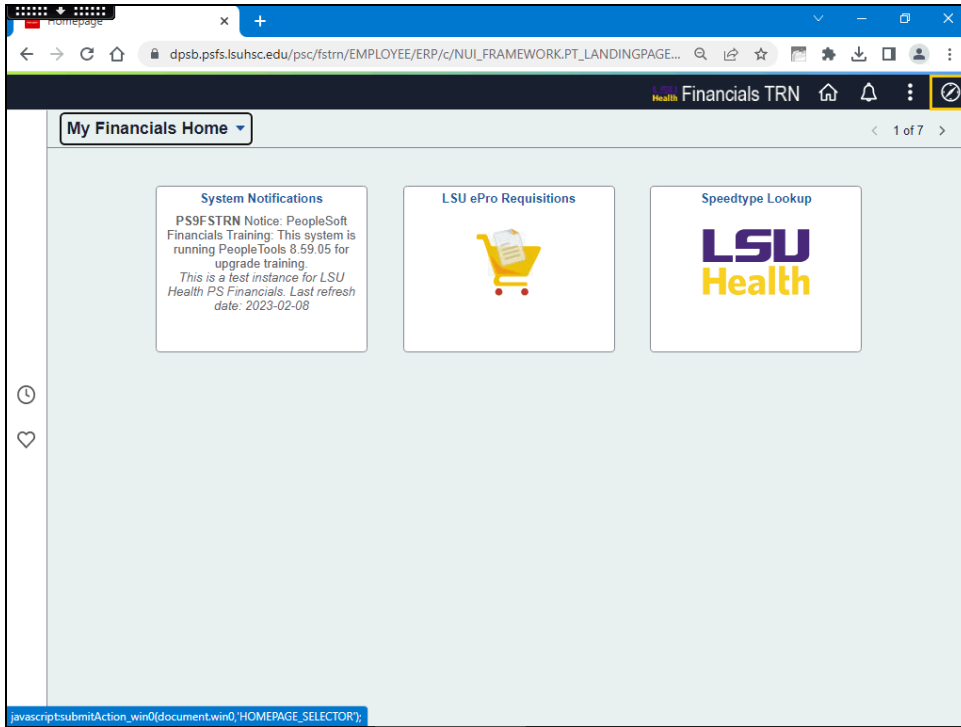 Homepage
dpsb.psfs.lsuhsc.edu/psc/fstrn/EMPLOYEE/ERP/c/NUI_FRAMEWORK.PT_LANDINGPAGE...
LSU Health Financials TRN
My Financials Home
1 of 7
System Notifications
PS9FSTRN Notice: PeopleSoft
Financials Training: This system is
running PeopleTools 8.59.05 for
upgrade training.
This is a test instance for LSU
Health PS Financials. Last refresh
date: 2023-02-08
LSU ePro Requisitions
Speedtype Lookup
LSU
Health
javascript:submitAction_win0(document.win0,'HOMEPAGE_SELECTOR');